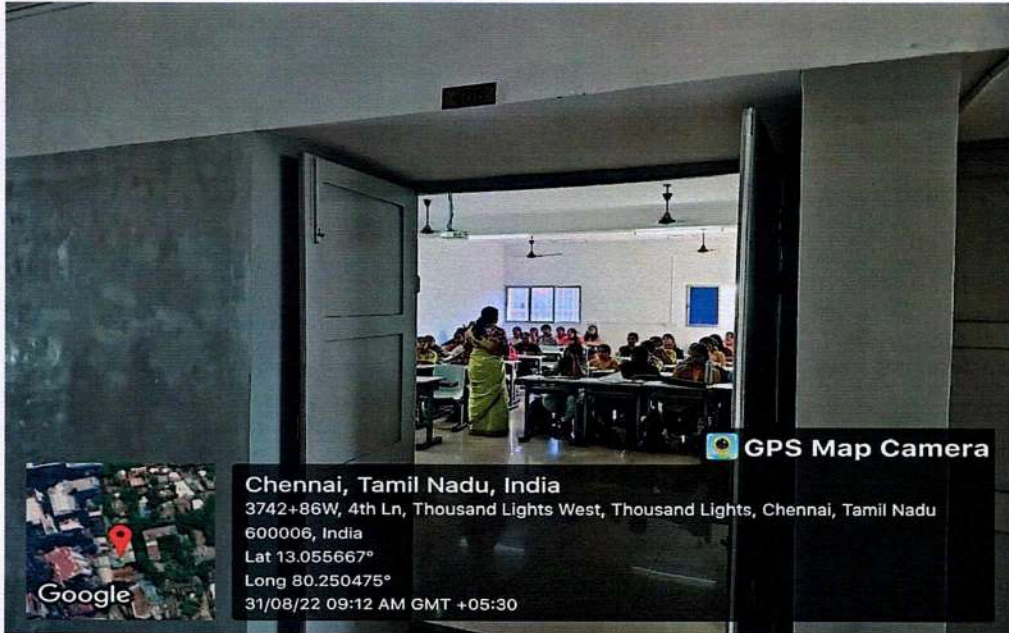 GPS Map Camera
Chennai, Tamil Nadu, India
3742+86W, 4th Ln, Thousand Lights West, Thousand Lights, Chennai, Tamil Nadu
600006, India
Lat 13.055667°
Long 80.250475°
31/08/22 09:12 AM GMT +05:30
Google